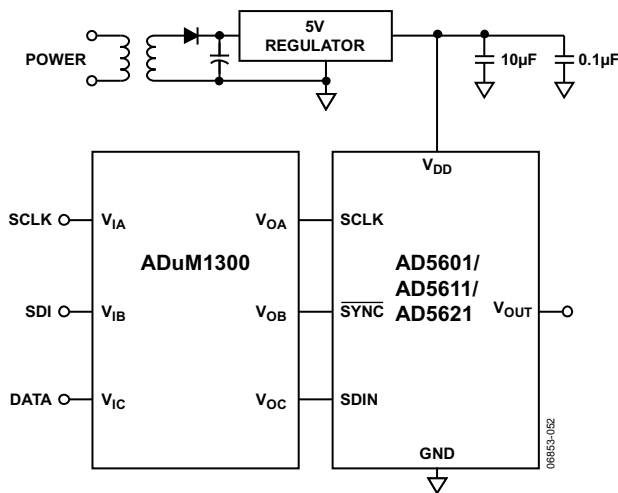 5V
REGULATOR
POWER
10µF
0.1µF
VDD
SCLK
VIA
VOA
SCLK
ADuM1300
AD5601/
AD5611/
AD5621
SDI
VIB
VOB
SYNC
VOUT
DATA
VIC
VOC
SDIN
GND
06853-052